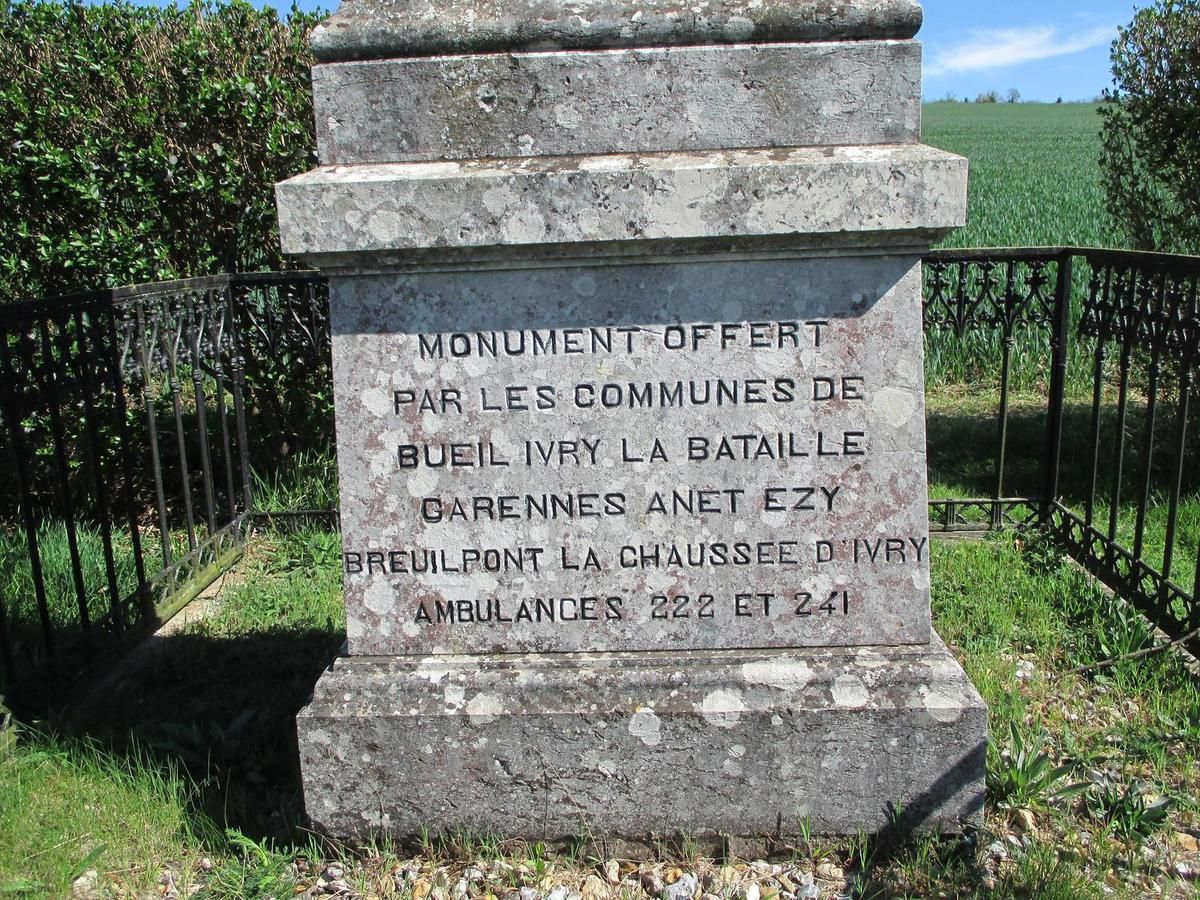 MONUMENT OFFERT
PAR LES COMMUNES DE
BUEIL IVRY LA BATAILLE
GARENNES ANET EZY
BREUILPONT LA CHAUSSEE D'IVRY
AMBULANCES 222 ET 241